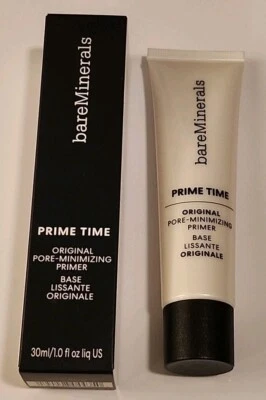 bareMinerals
PRIME TIME
ORIGINAL
PORE-MINIMIZING
PRIMER
BASE
LISSANTE
ORIGINALE
30ml/1.0 fl oz liq US
bareMinerals
PRIME TIME
ORIGINAL
PORE-MINIMIZING
PRIMER
BASE
LISSANTE
ORIGINALE